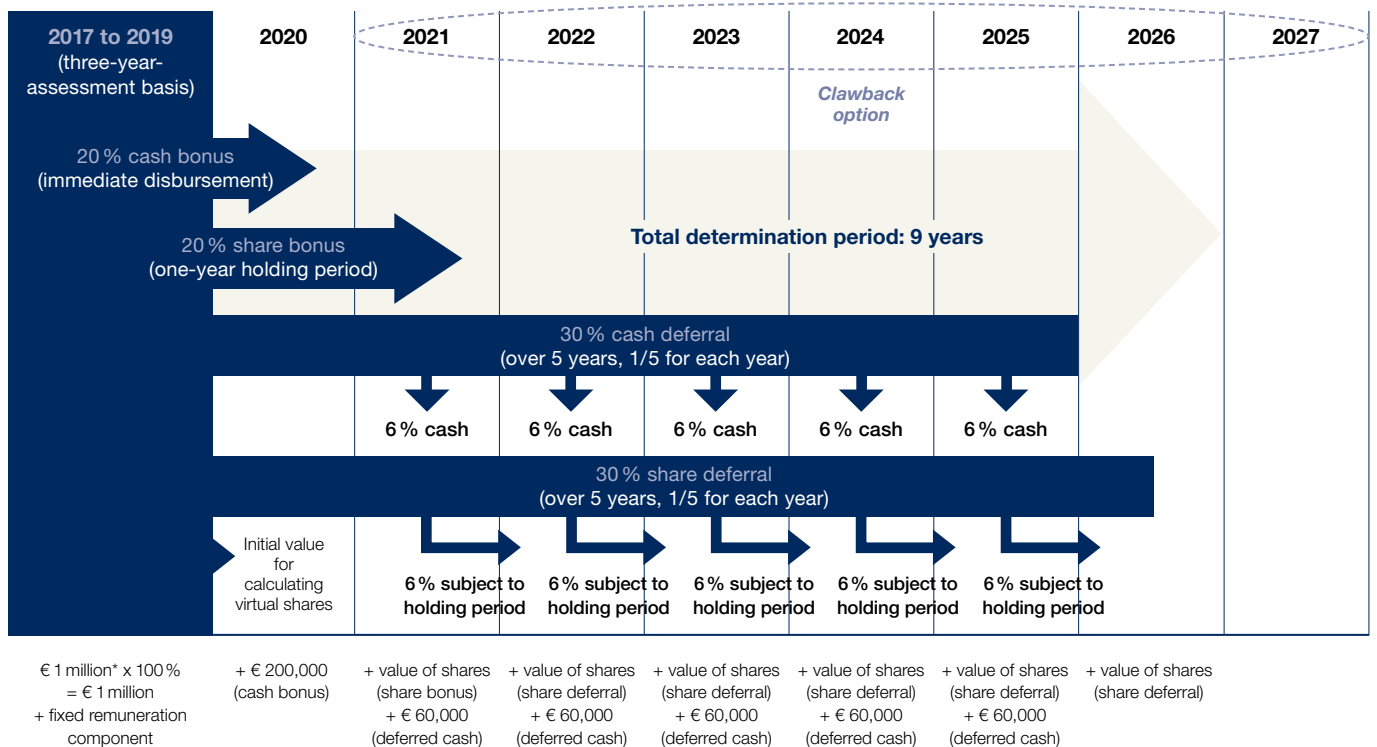 2017 to 2019
(three-year-
assessment basis)
2020
2021
2022
2023
2024
2025
2026
2027
Clawback
option
20 % cash bonus
(immediate disbursement)
20 % share bonus
(one-year holding period)
Total determination period: 9 years
30 % cash deferral
(over 5 years, 1/5 for each year)
6 % cash
6 % cash
6 % cash
6 % cash
6 % cash
30 % share deferral
(over 5 years, 1/5 for each year)
Initial value
for
calculating
virtual shares
6 % subject to
holding period
6 % subject to
holding period
6 % subject to
holding period
6 % subject to
holding period
6 % subject to
holding period
€ 1 million* x 100 %
= € 1 million
+ fixed remuneration
component
+ € 200,000
(cash bonus)
+ value of shares
(share bonus)
+ € 60,000
(deferred cash)
+ value of shares
(share deferral)
+ € 60,000
(deferred cash)
+ value of shares
(share deferral)
+ € 60,000
(deferred cash)
+ value of shares
(share deferral)
+ € 60,000
(deferred cash)
+ value of shares
(share deferral)
+ € 60,000
(deferred cash)
+ value of shares
(share deferral)